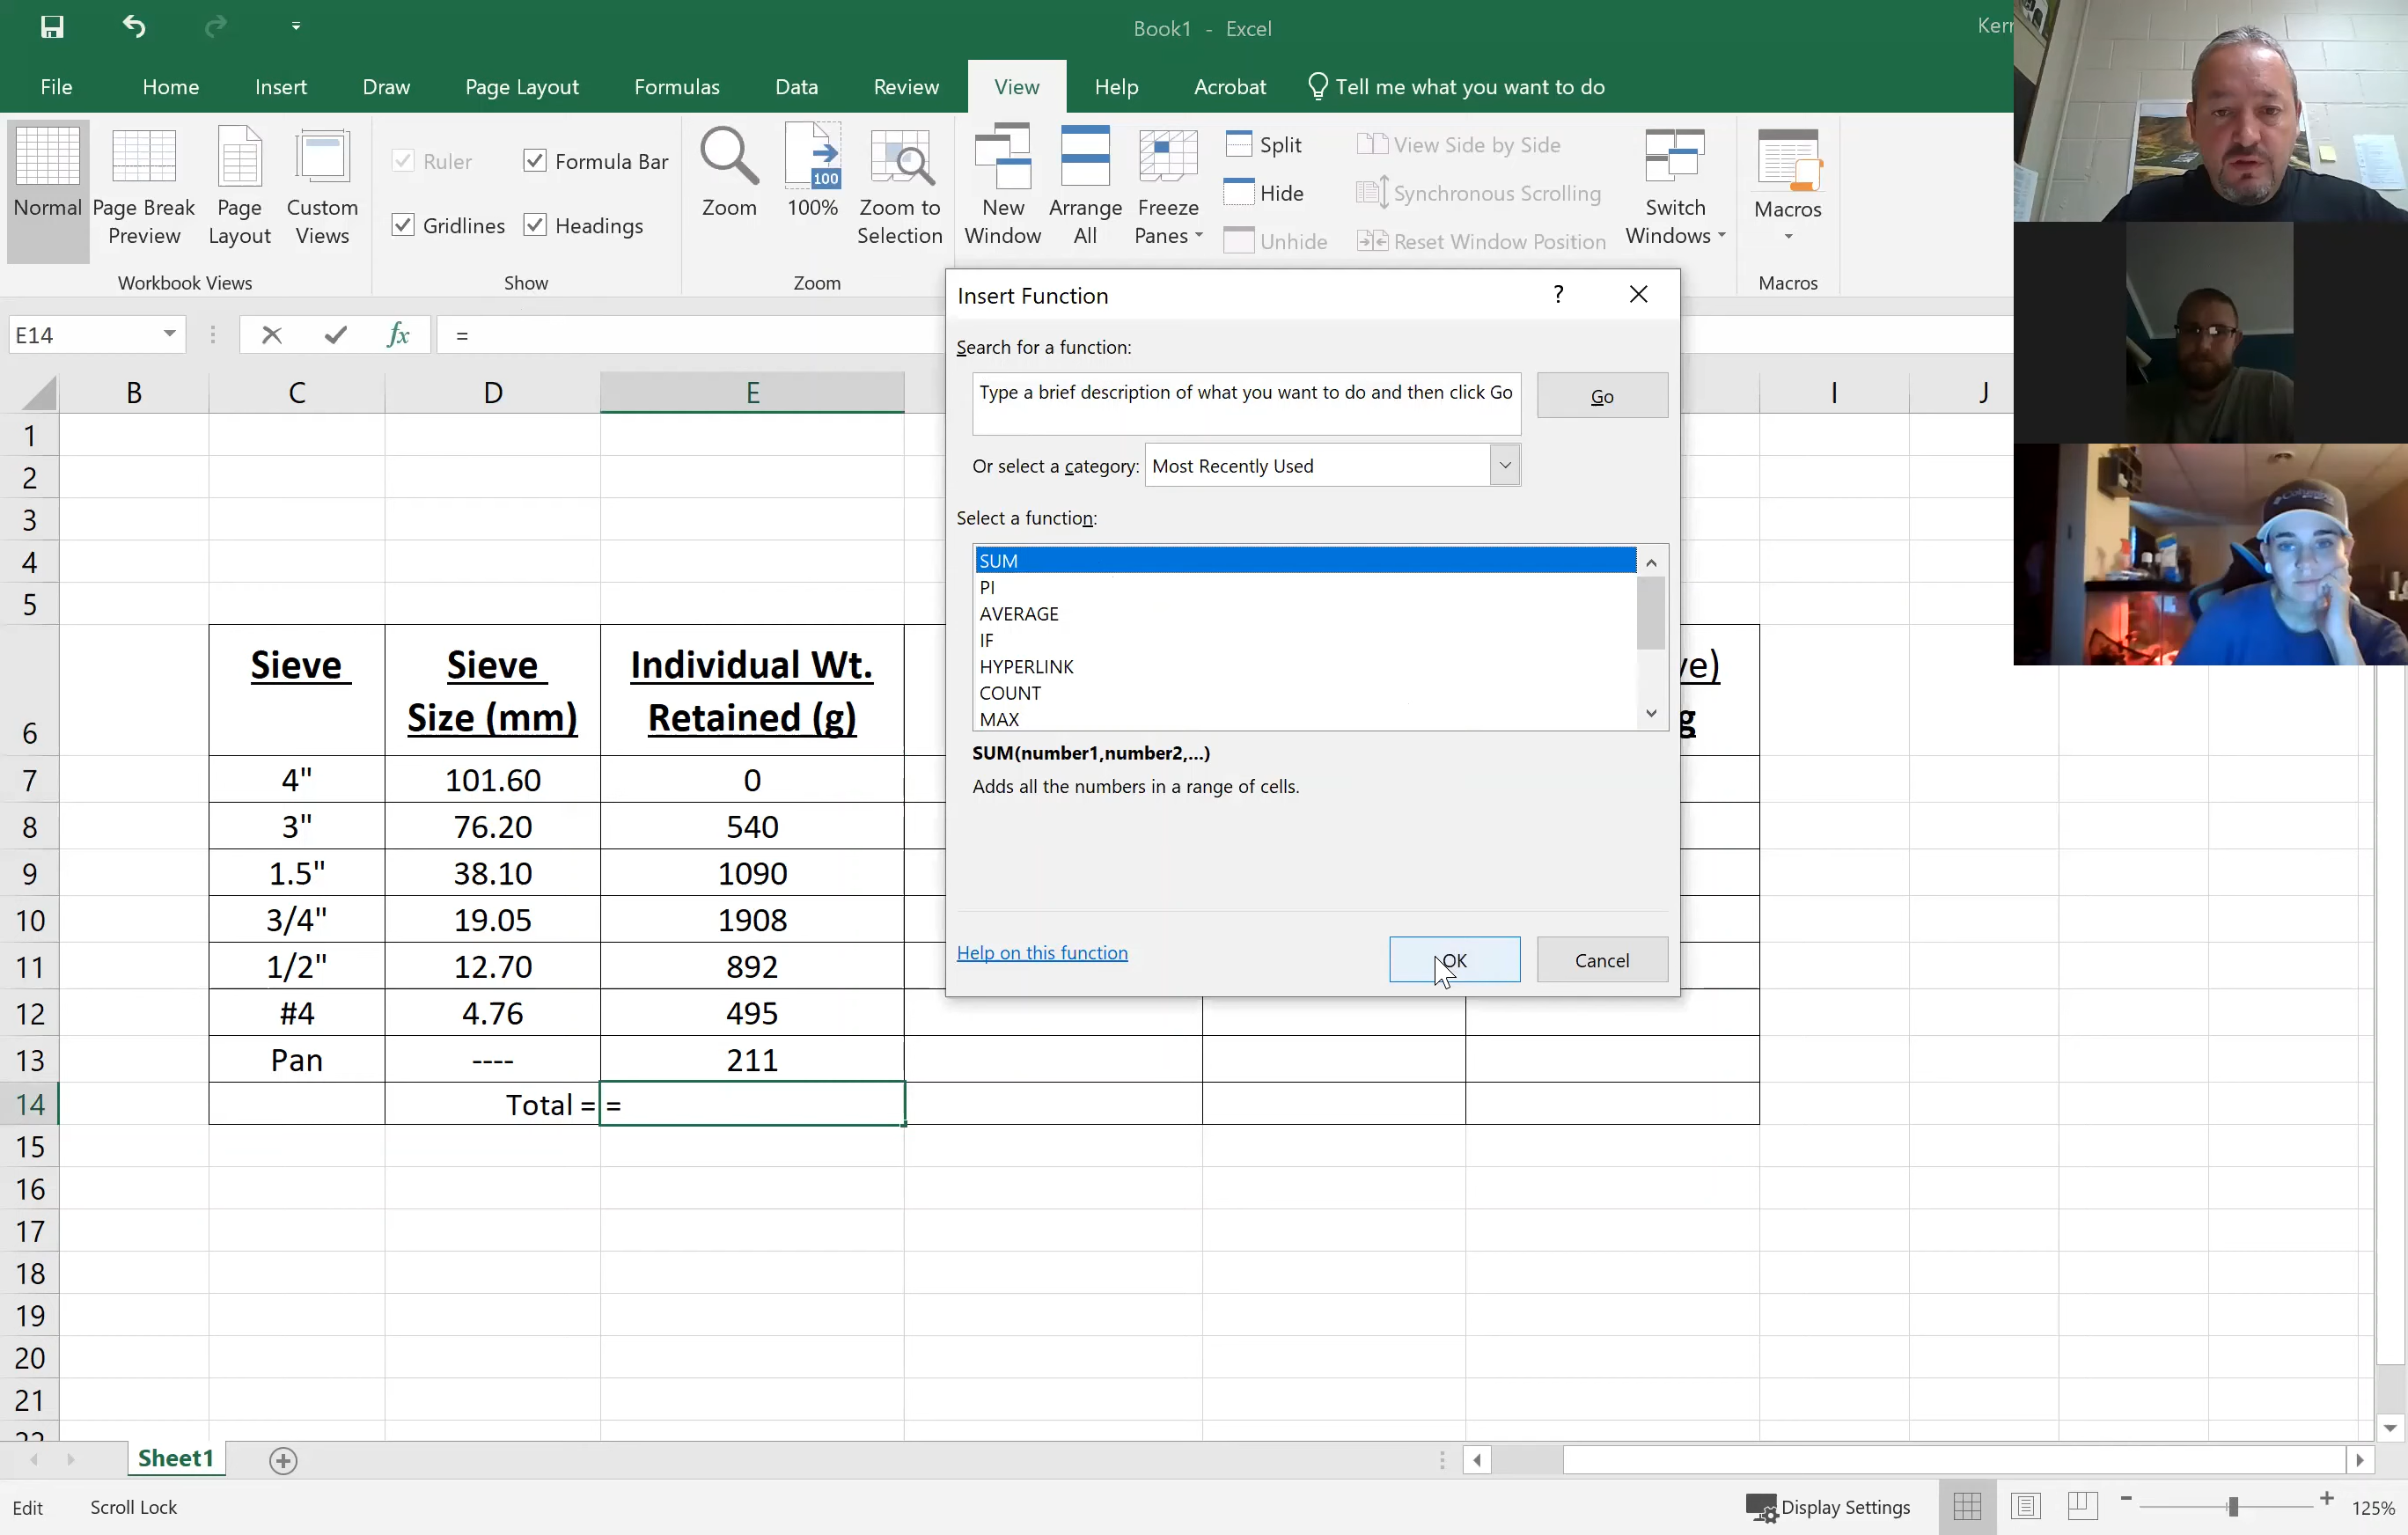 Book1 - Excel
File Home Insert Draw Page Layout Formulas Data Review View Help Acrobat Tell me what you want to do
Normal
Page Break Preview
Page Layout
Custom Views
Workbook Views
Ruler
Formula Bar
Gridlines
Headings
Show
Zoom
100
100%
Zoom to Selection
Zoom
New Window
Arrange All
Freeze Panes
Split
Hide
Unhide
View Side by Side
Synchronous Scrolling
Reset Window Position
Switch Windows
Macros
Macros
E14
fx
=
Insert Function
?
Search for a function:
Type a brief description of what you want to do and then click Go
Go
Or select a category: Most Recently Used
Select a function:
SUM
PI
AVERAGE
IF
HYPERLINK
COUNT
MAX
SUM(number1,number2,...)
Adds all the numbers in a range of cells.
Help on this function
OK
Cancel
B C D E I J
1
2
3
4
5
6 Sieve Sieve Size (mm) Individual Wt. Retained (g)
7 4" 101.60 0
8 3" 76.20 540
9 1.5" 38.10 1090
10 3/4" 19.05 1908
11 1/2" 12.70 892
12 #4 4.76 495
13 Pan ---- 211
14 Total = =
15
16
17
18
19
20
21
22
Sheet1
Edit Scroll Lock Display Settings 125%